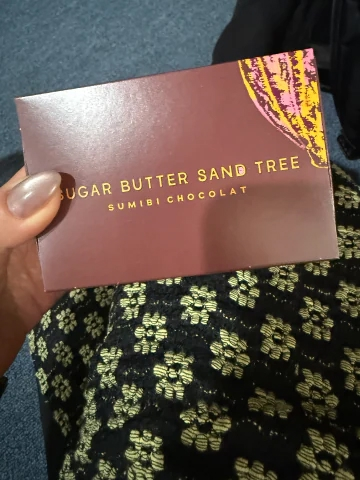 SUGAR BUTTER SAND TREE
SUMIBI CHOCOLAT